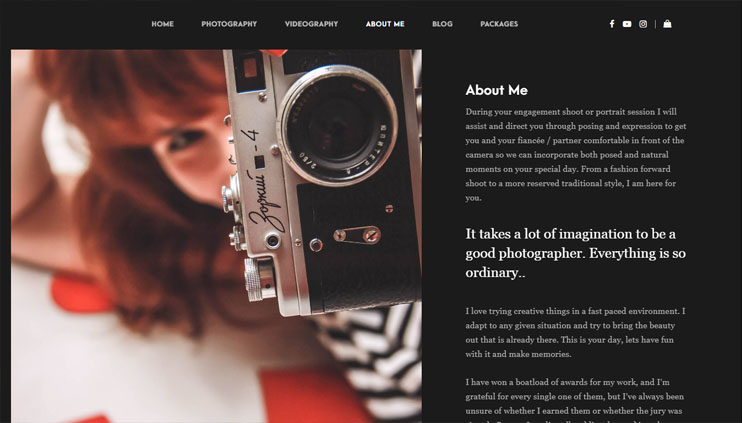 HOME PHOTOGRAPHY VIDEOGRAPHY ABOUT ME BLOG PACKAGES
Зоркий - 4
ЮПИТЕР
2/50
About Me
During your engagement shoot or portrait session I will
assist and direct you through posing and expression to get
you and your fiancée / partner comfortable in front of the
camera so we can incorporate both posed and natural
moments on your special day. From a fashion forward
shoot to a more reserved traditional style, I am here for
you.
It takes a lot of imagination to be a
good photographer. Everything is so
ordinary..
I love trying creative things in a fast paced environment. I
adapt to any given situation and try to bring the beauty
out that is already there. This is your day, lets have fun
with it and make memories.
I have won a boatload of awards for my work, and I'm
grateful for every single one of them, but I've always been
unsure of whether I earned them or whether the jury was